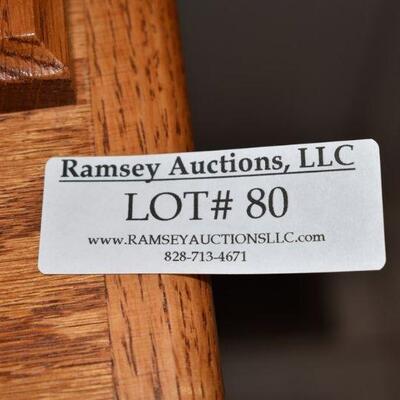 Ramsey Auctions, LLC
LOT# 80
www.RAMSEYAUCTIONSLLC.com
828-713-4671